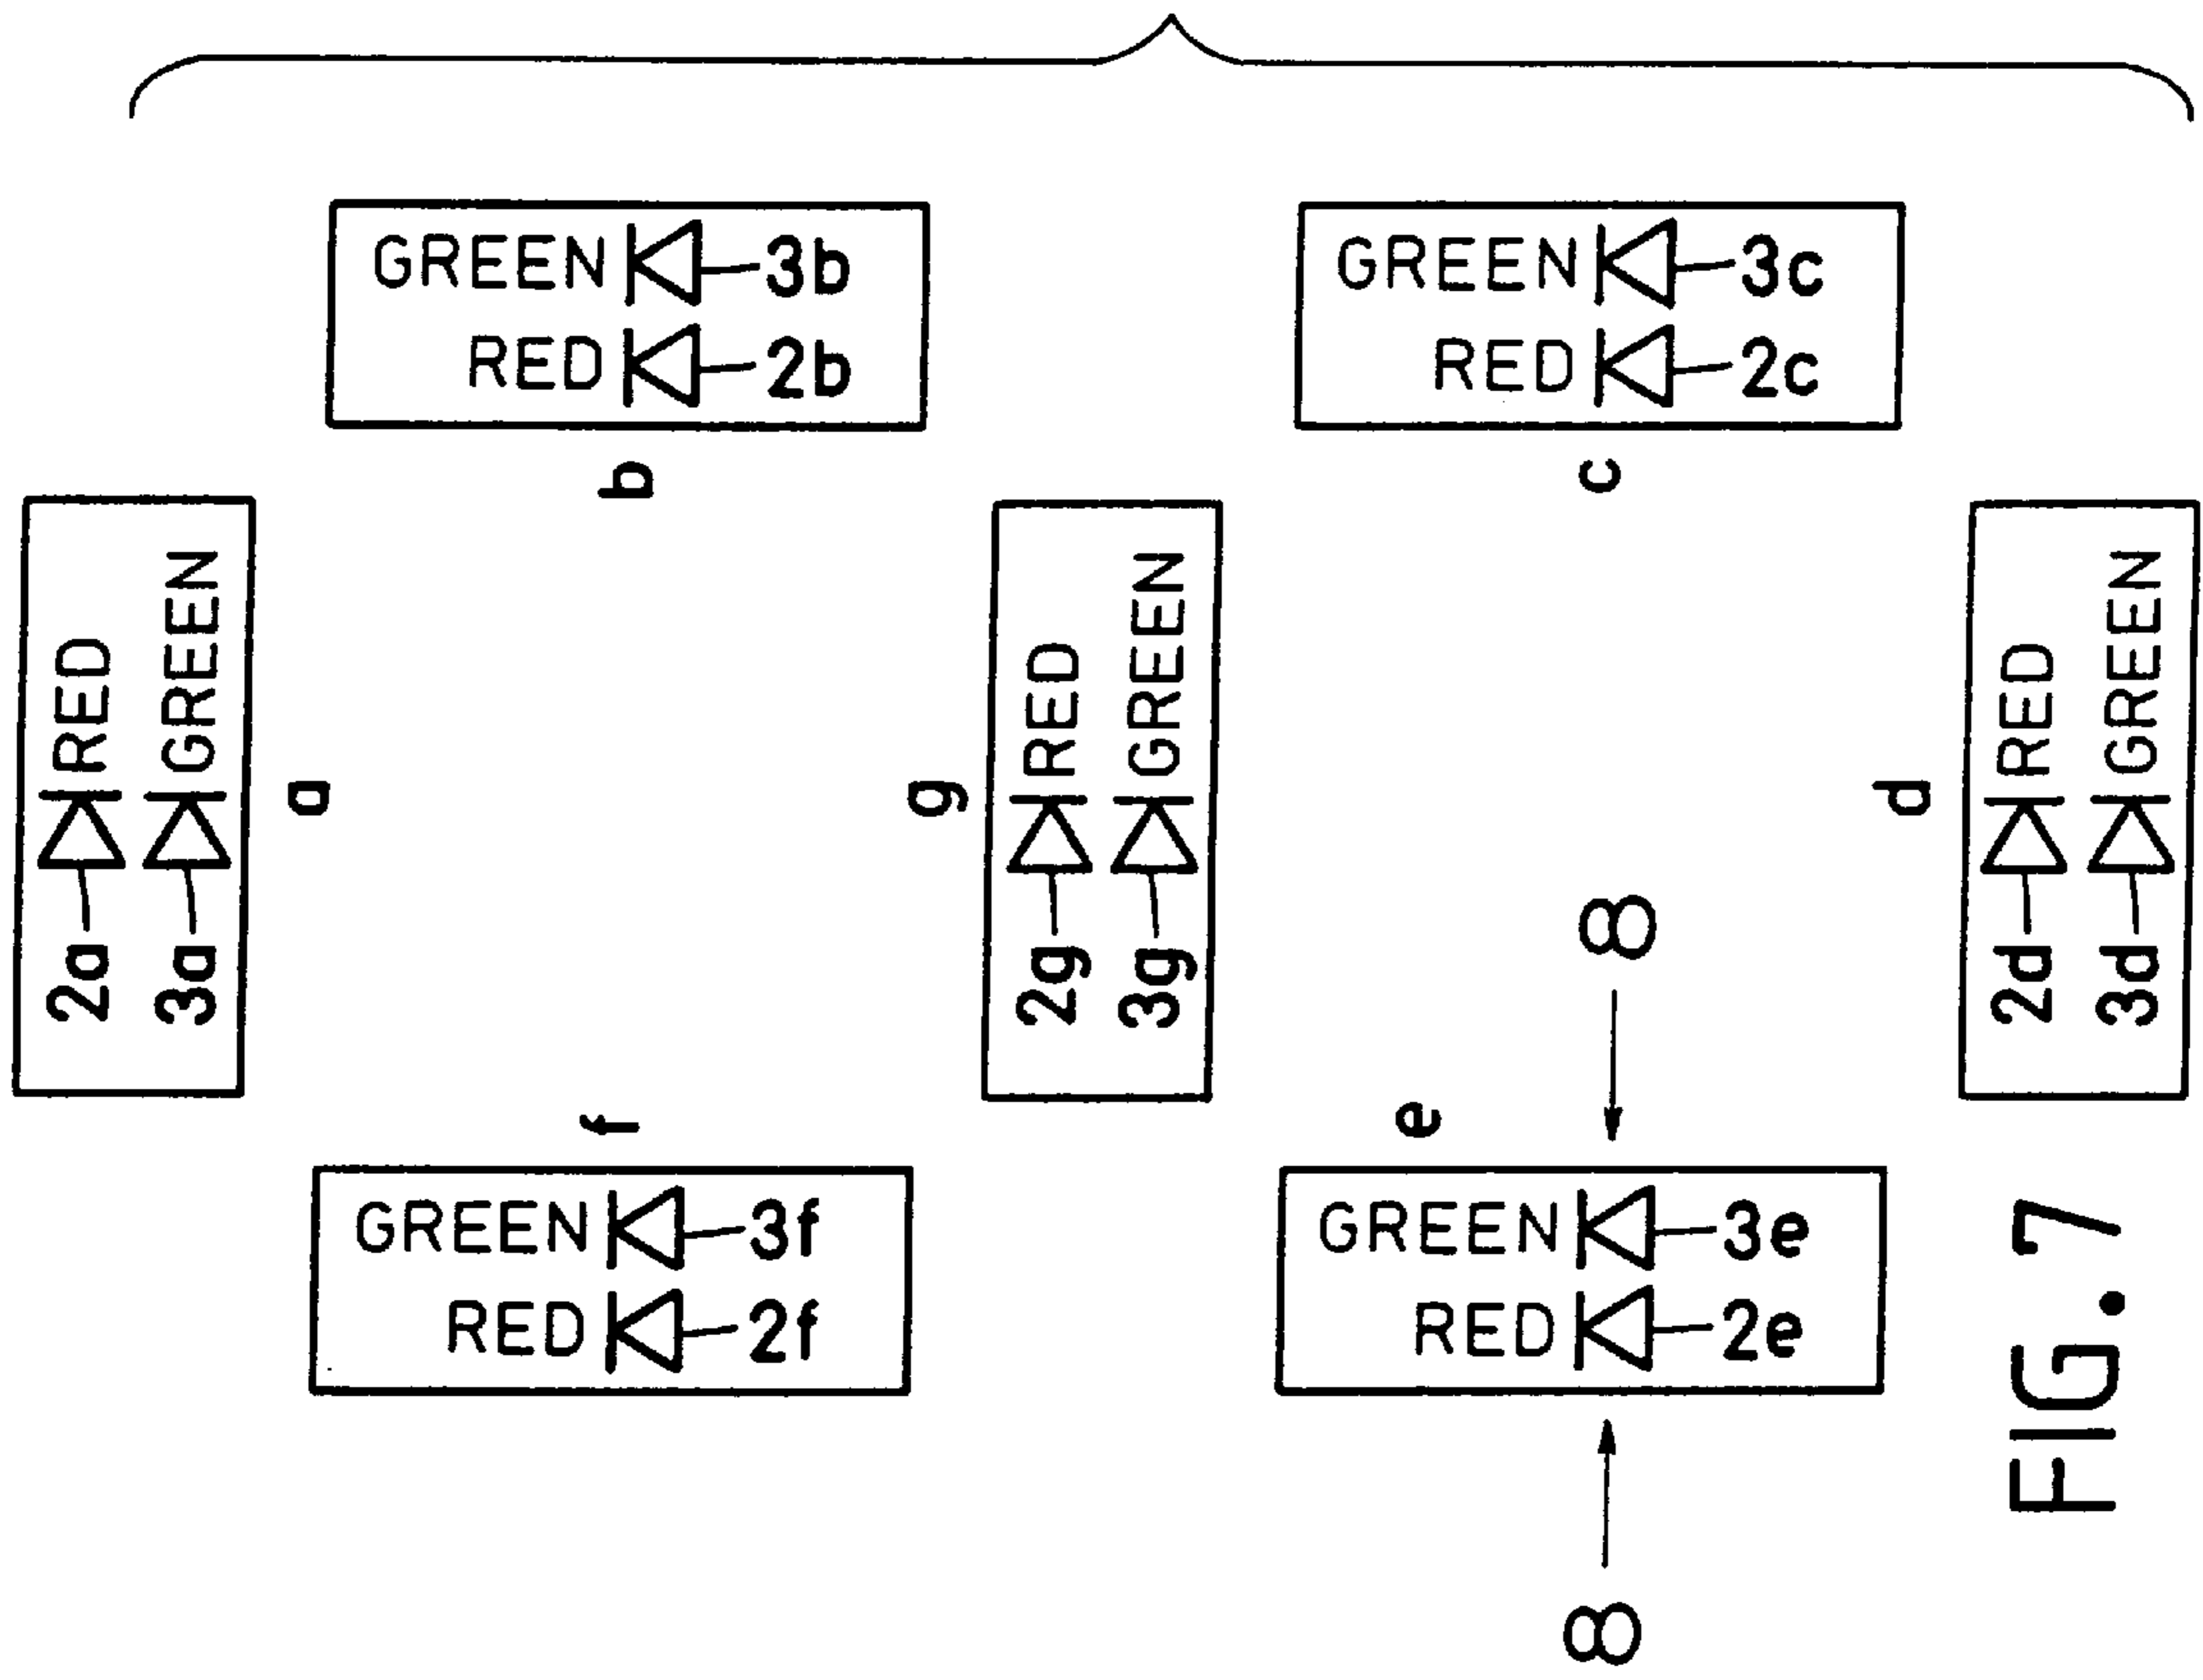 2a RED
3a GREEN
a
f
GREEN 3f
RED 2f
b
GREEN 3b
RED 2b
g
2g RED
3g GREEN
e
GREEN 3e
RED 2e
8
8
c
GREEN 3c
RED 2c
d
2d RED
3d GREEN
FIG. 7